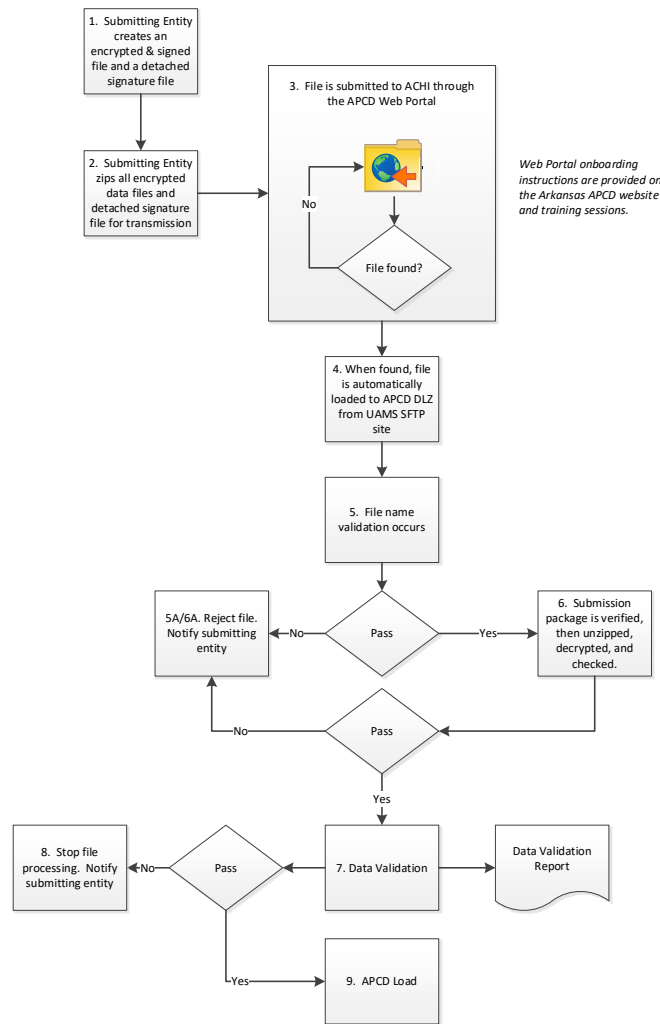 1.  Submitting Entity
creates an
encrypted & signed
file and a detached
signature file
2.  Submitting Entity
zips all encrypted
data files and
detached signature
file for transmission
3.  File is submitted to ACHI through
the APCD Web Portal
No
File found?
Web Portal onboarding
instructions are provided on
the Arkansas APCD website
and training sessions.
4. When found, file
is automatically
loaded to APCD DLZ
from UAMS SFTP
site
5.  File name
validation occurs
5A/6A. Reject file.
Notify submitting
entity
No
Pass
Yes
6.  Submission
package is verified,
then unzipped,
decrypted, and
checked.
No
Pass
Yes
8.  Stop file
processing.  Notify
submitting entity
No
Pass
7. Data Validation
Data Validation
Report
Yes
9.  APCD Load